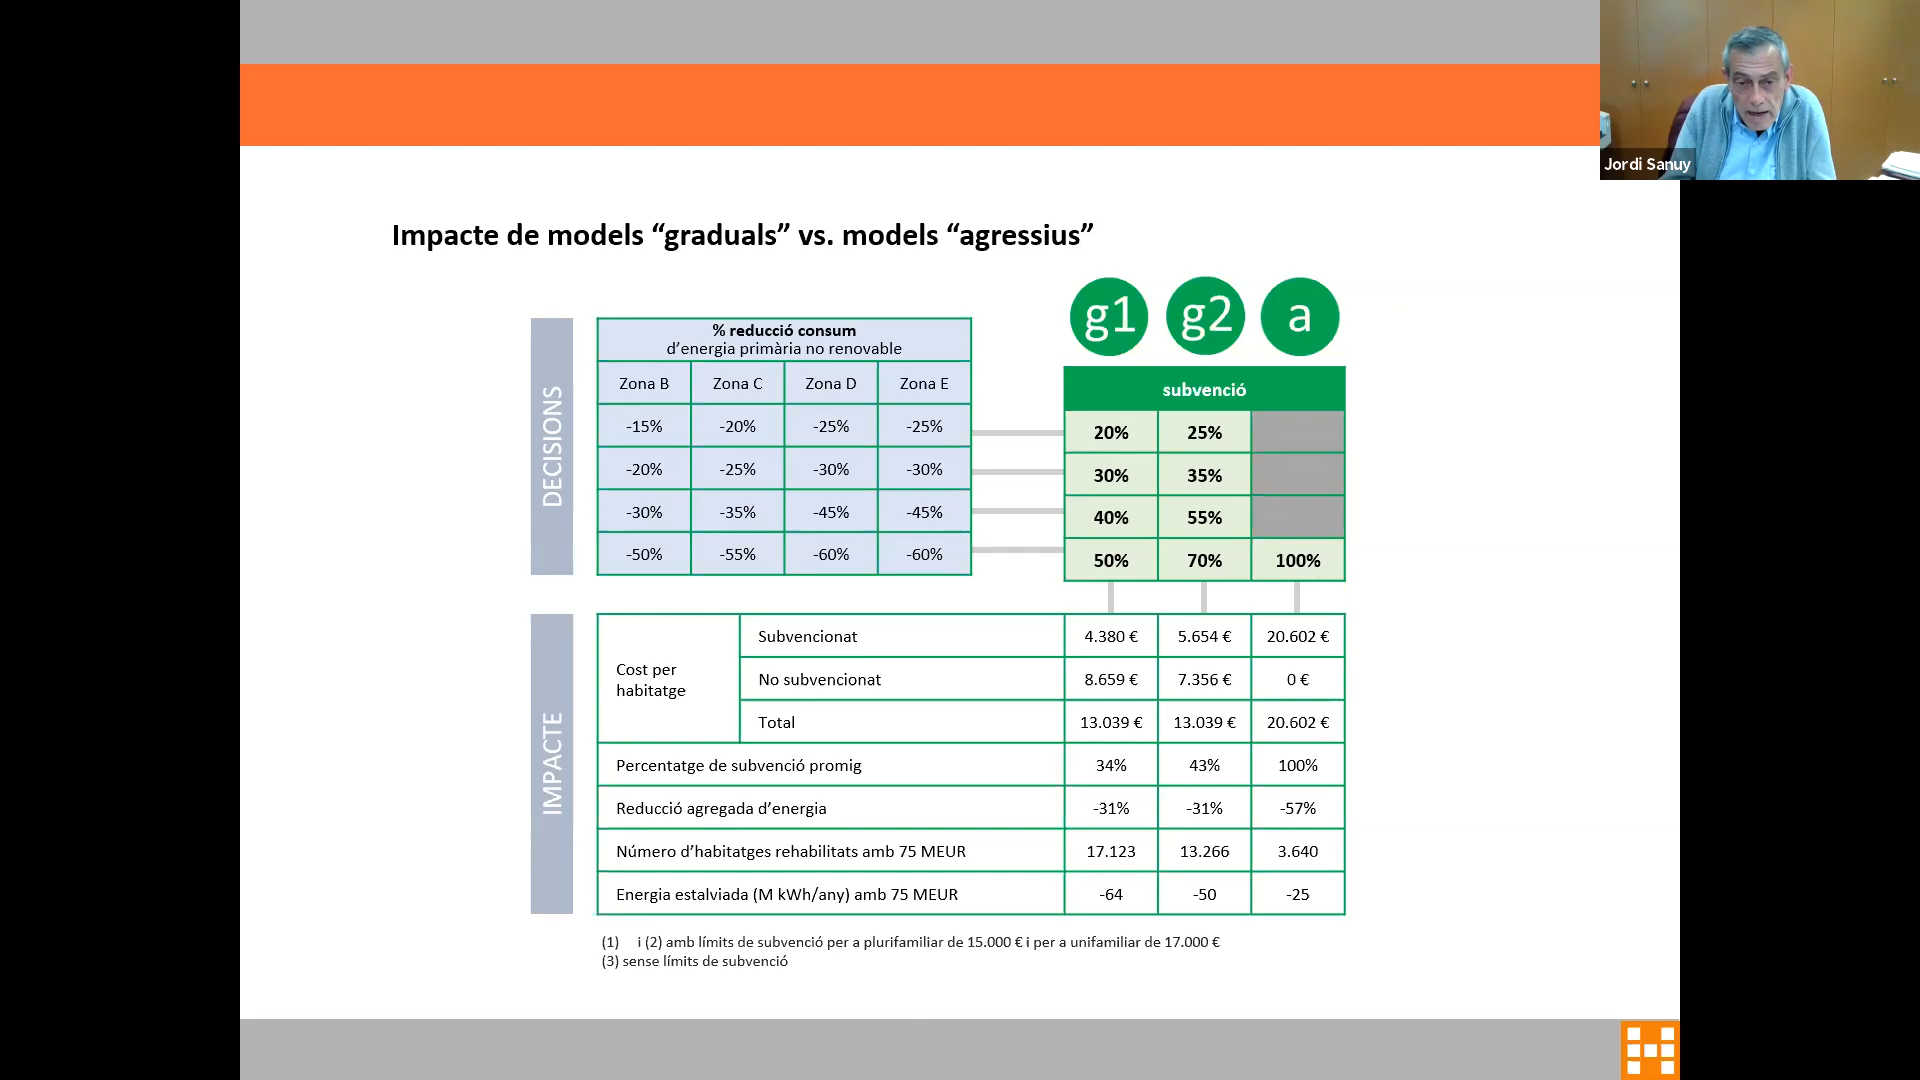 Jordi Sanuy
Impacte de models “graduals” vs. models “agressius”
g1 g2 a
DECISIONS
% reducció consum
d’energia primària no renovable
Zona B Zona C Zona D Zona E
-15% -20% -25% -25%
-20% -25% -30% -30%
-30% -35% -45% -45%
-50% -55% -60% -60%
subvenció
20% 25%
30% 35%
40% 55%
50% 70% 100%
IMPACTE
Cost per
habitatge
Subvencionat 4.380 € 5.654 € 20.602 €
No subvencionat 8.659 € 7.356 € 0 €
Total 13.039 € 13.039 € 20.602 €
Percentatge de subvenció promig 34% 43% 100%
Reducció agregada d’energia -31% -31% -57%
Número d’habitatges rehabilitats amb 75 MEUR 17.123 13.266 3.640
Energia estalviada (M kWh/any) amb 75 MEUR -64 -50 -25
(1) i (2) amb límits de subvenció per a plurifamiliar de 15.000 € i per a unifamiliar de 17.000 €
(3) sense límits de subvenció